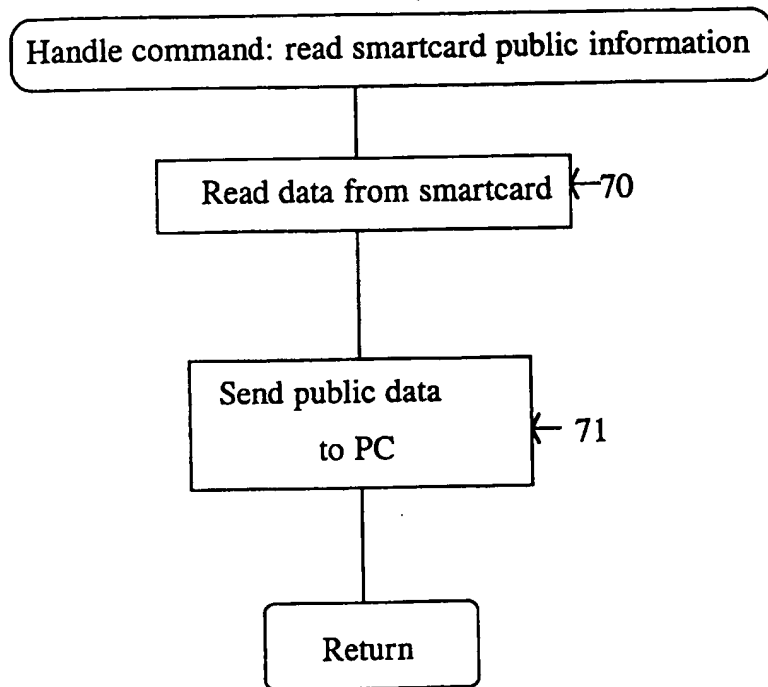 Handle command: read smartcard public information
Read data from smartcard
70
Send public data
to PC
71
Return